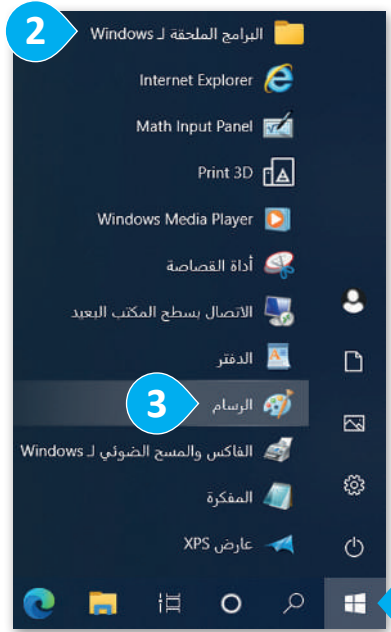 2
البرامج الملحقة لـ Windows
Internet Explorer
Math Input Panel
Print 3D
Windows Media Player
أداة القصاصة
الاتصال بسطح المكتب البعيد
الدفتر
3
الرسام
الفاكس والمسح الضوئي لـ Windows
المفكرة
عارض XPS